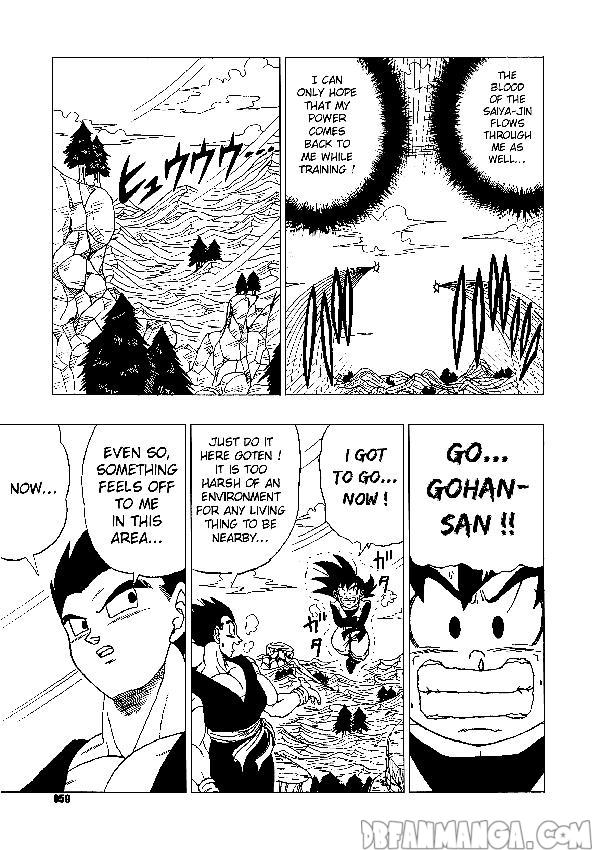 THE
BLOOD
OF THE
SAIYA-JIN
FLOWS
THROUGH
ME AS
WELL...
I CAN
ONLY HOPE
THAT MY
POWER
COMES
BACK
TO ME WHILE
TRAINING !
ヒュウウウ...
GO...
GOHAN-
SAN !!
I GOT
TO GO...
NOW !
ガタ
ガタ
JUST DO IT
HERE GOTEN !
IT IS TOO
HARSH OF AN
ENVIRONMENT
FOR ANY LIVING
THING TO BE
NEARBY...
EVEN SO,
SOMETHING
FEELS OFF
TO ME
IN THIS
AREA...
NOW...
050
DBFANMANGA.COM